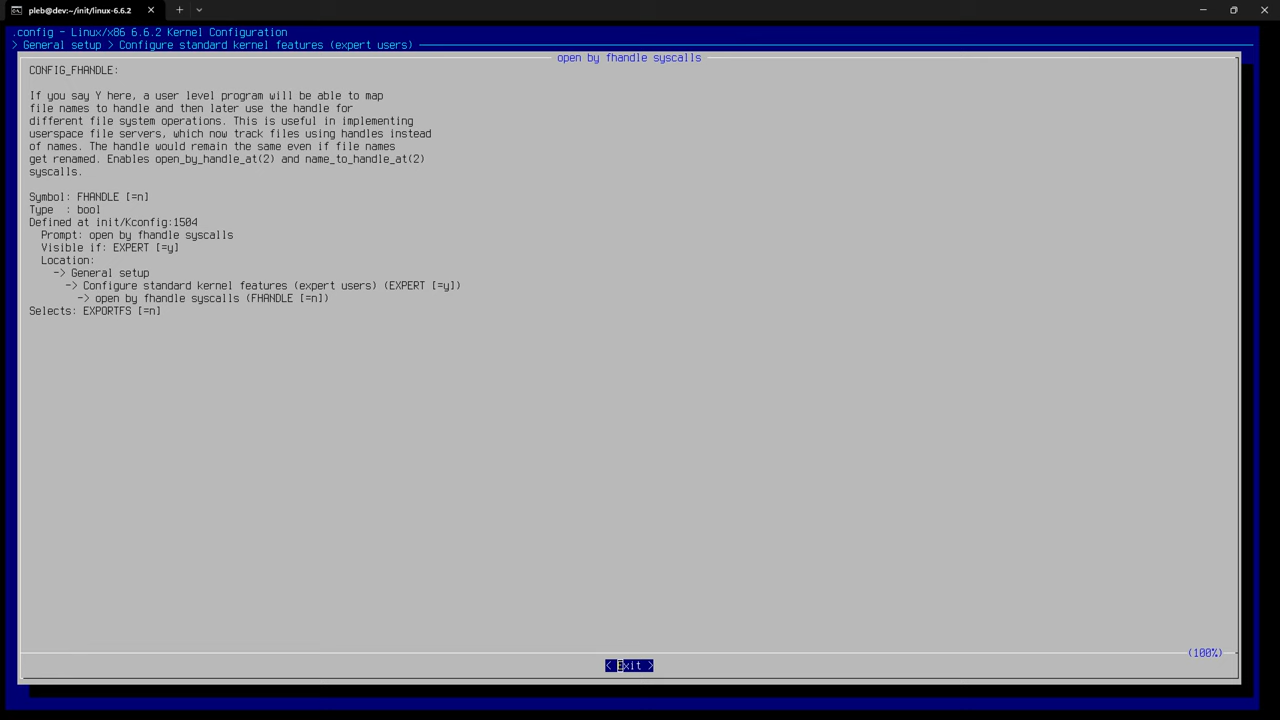 pleb@dev:~/init/linux-6.6.2
.config - Linux/x86 6.6.2 Kernel Configuration
> General setup > Configure standard kernel features (expert users)
open by fhandle syscalls
CONFIG_FHANDLE:
If you say Y here, a user level program will be able to map
file names to handle and then later use the handle for
different file system operations. This is useful in implementing
userspace file servers, which now track files using handles instead
of names. The handle would remain the same even if file names
get renamed. Enables open_by_handle_at(2) and name_to_handle_at(2)
syscalls.
Symbol: FHANDLE [=n]
Type  : bool
Defined at init/Kconfig:1504
Prompt: open by fhandle syscalls
Visible if: EXPERT [=y]
Location:
-> General setup
-> Configure standard kernel features (expert users) (EXPERT [=y])
-> open by fhandle syscalls (FHANDLE [=n])
Selects: EXPORTFS [=n]
(100%)
< Exit >